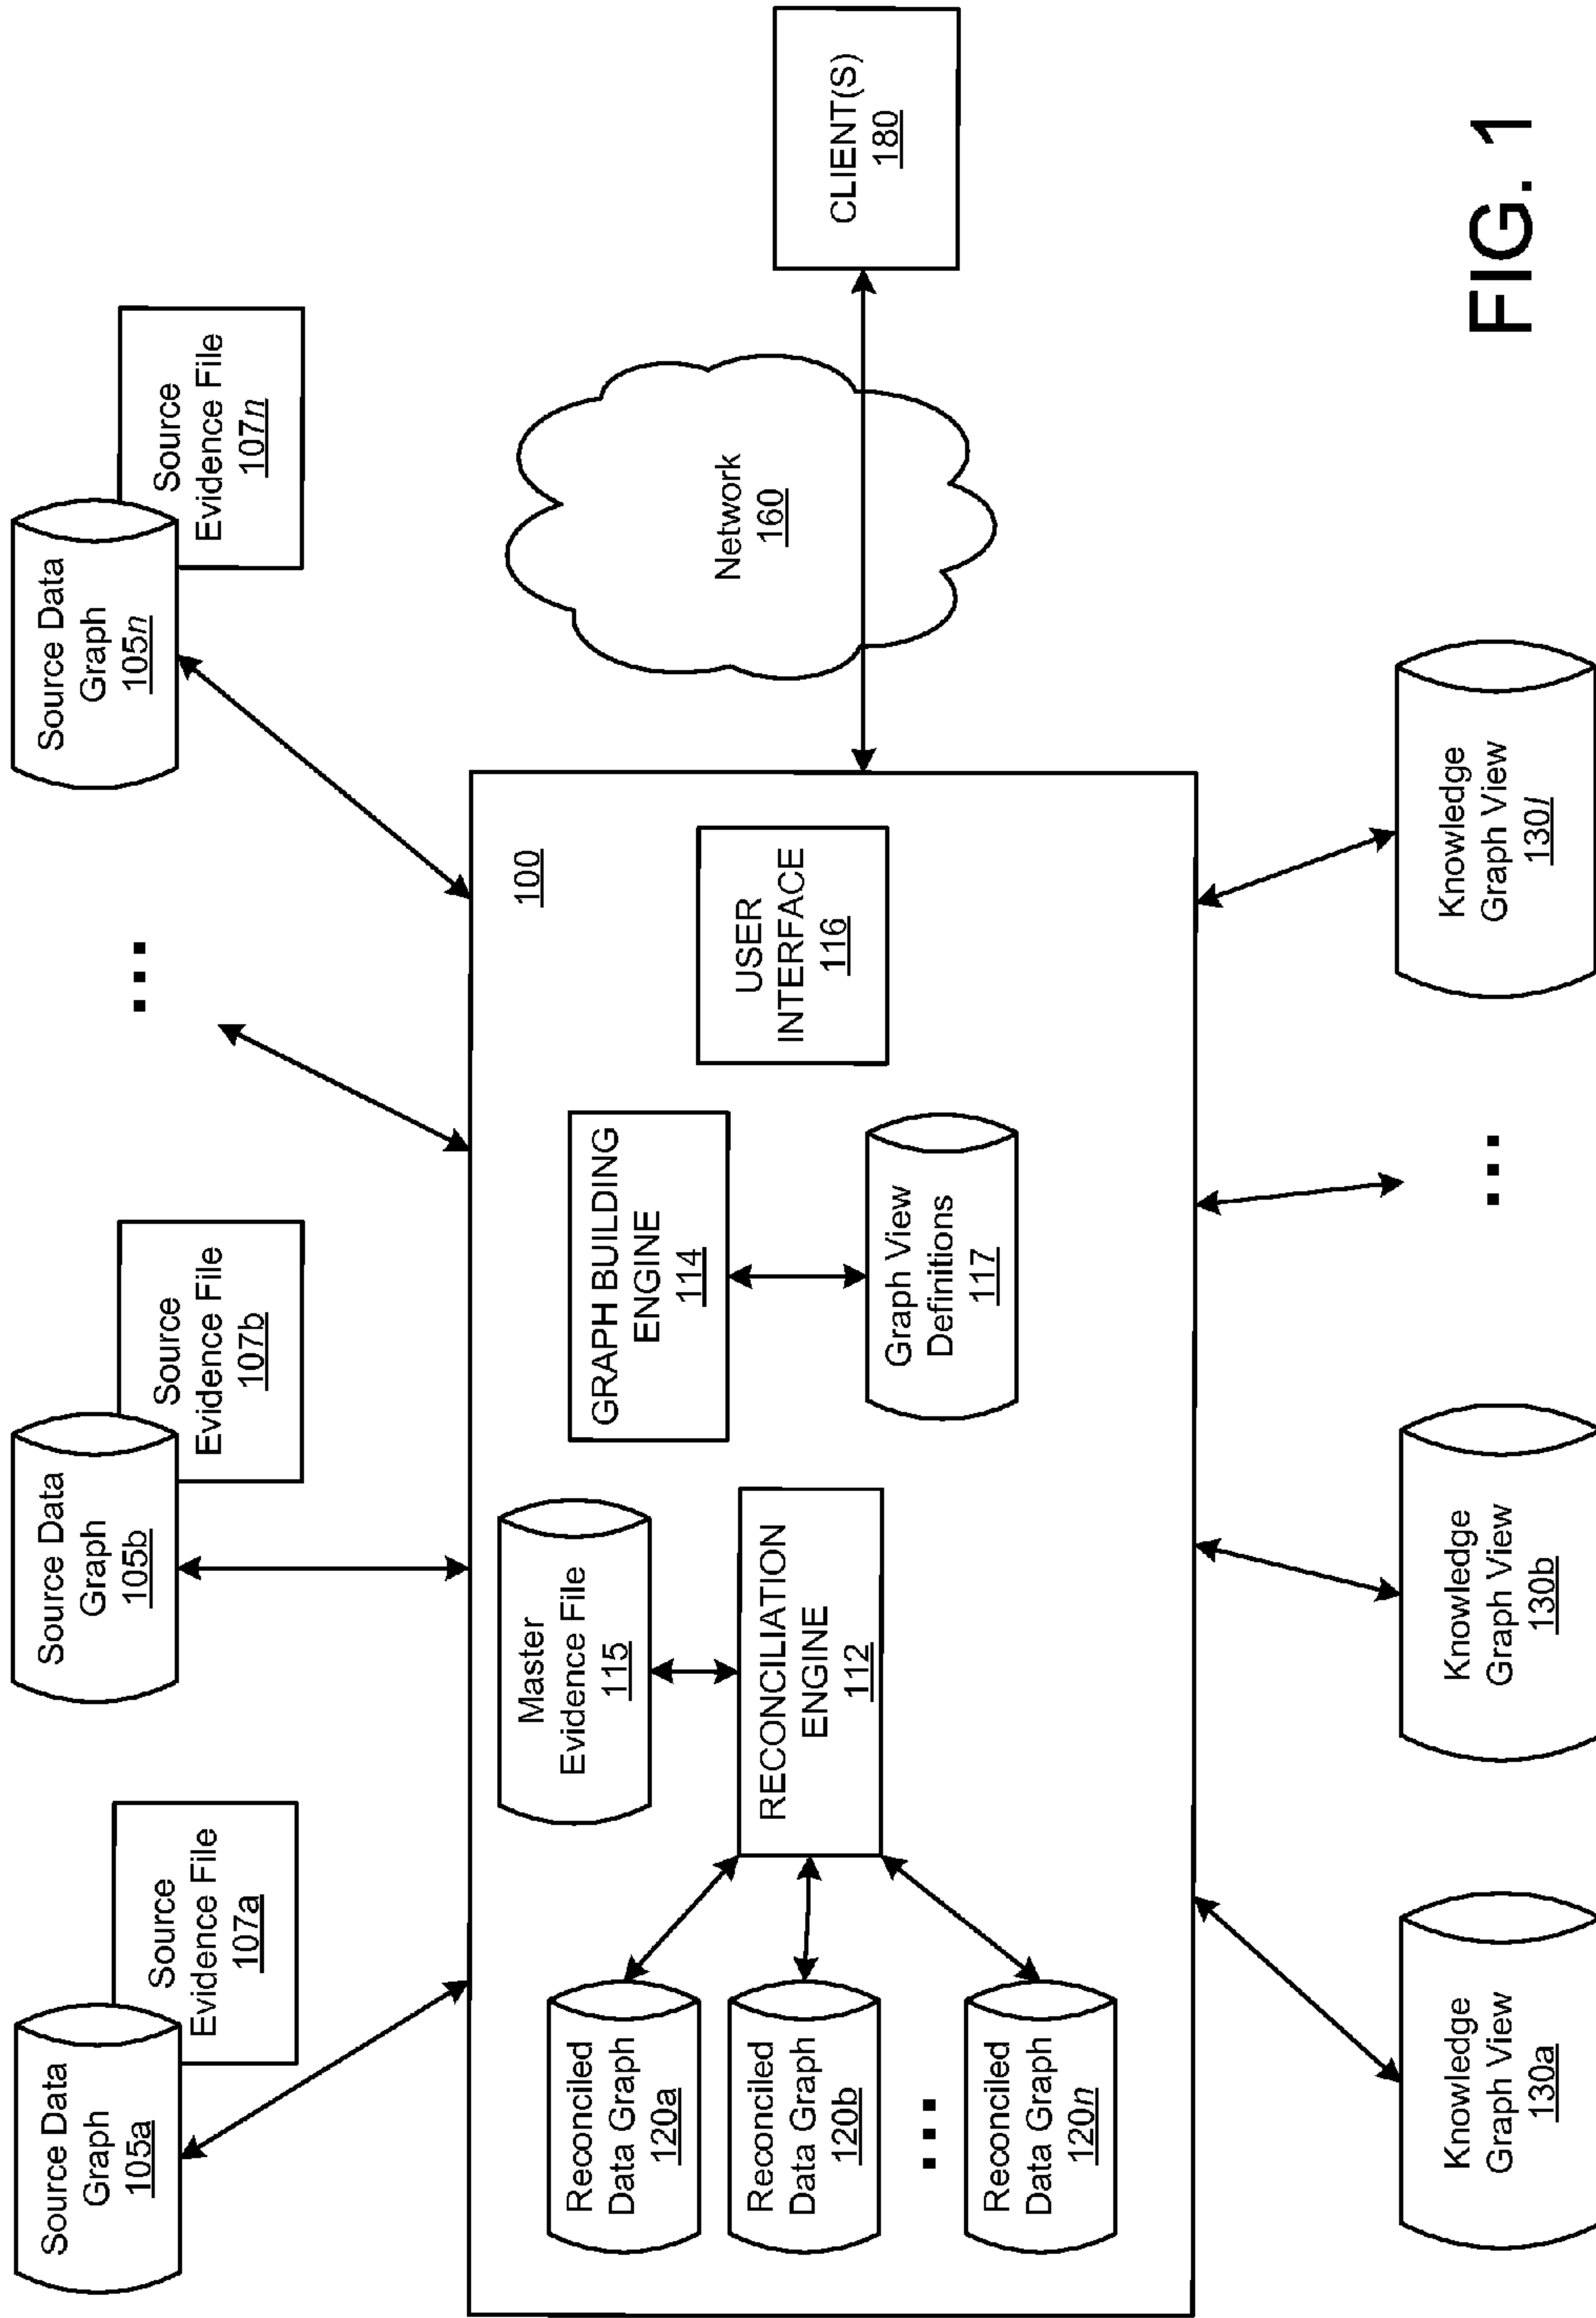 Source Data
Graph
105a
Source
Evidence File
107a
Source Data
Graph
105b
Source
Evidence File
107b
...
Source Data
Graph
105n
Source
Evidence File
107n
100
Master
Evidence File
115
RECONCILIATION
ENGINE
112
Reconciled
Data Graph
120a
Reconciled
Data Graph
120b
...
Reconciled
Data Graph
120n
GRAPH BUILDING
ENGINE
114
Graph View
Definitions
117
USER
INTERFACE
116
Network
160
CLIENT(S)
180
Knowledge
Graph View
130a
Knowledge
Graph View
130b
...
Knowledge
Graph View
130l
FIG. 1